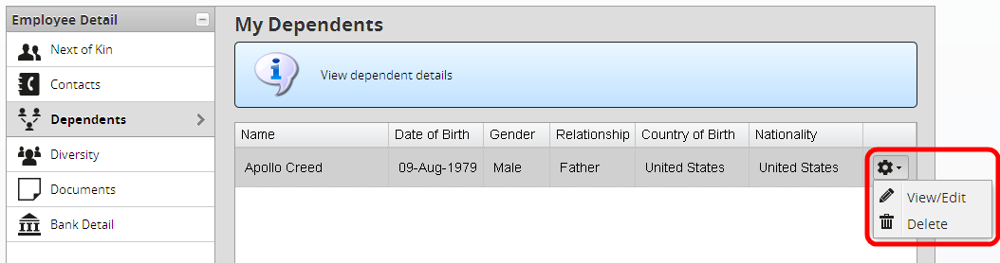 Employee Detail
Next of Kin
Contacts
Dependents
Diversity
Documents
Bank Detail
My Dependents
View dependent details
Name Date of Birth Gender Relationship Country of Birth Nationality
Apollo Creed 09-Aug-1979 Male Father United States United States
View/Edit
Delete